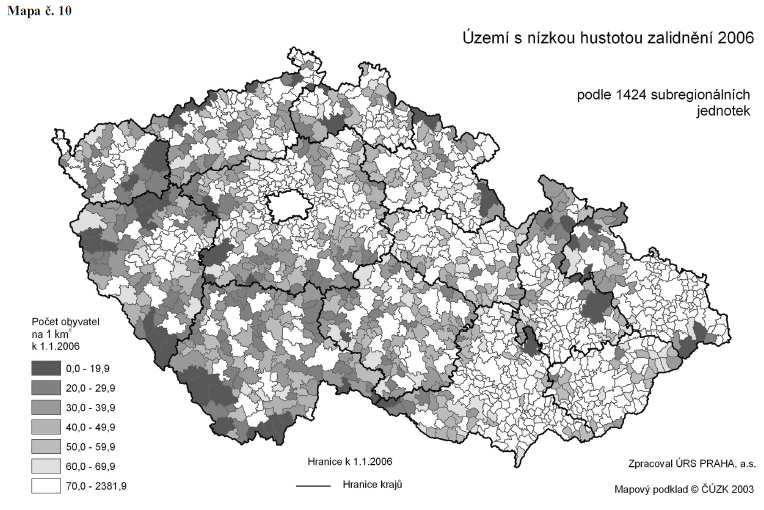 Mapa č. 10
Území s nízkou hustotou zalidnění 2006
podle 1424 subregionálních
jednotek
Počet obyvatel
na 1 km²
k 1.1.2006
0,0 - 19,9
20,0 - 29,9
30,0 - 39,9
40,0 - 49,9
50,0 - 59,9
60,0 - 69,9
70,0 - 2381,9
Hranice k 1.1.2006
Hranice krajů
Zpracoval ÚRS PRAHA, a.s.
Mapový podklad © ČÚZK 2003